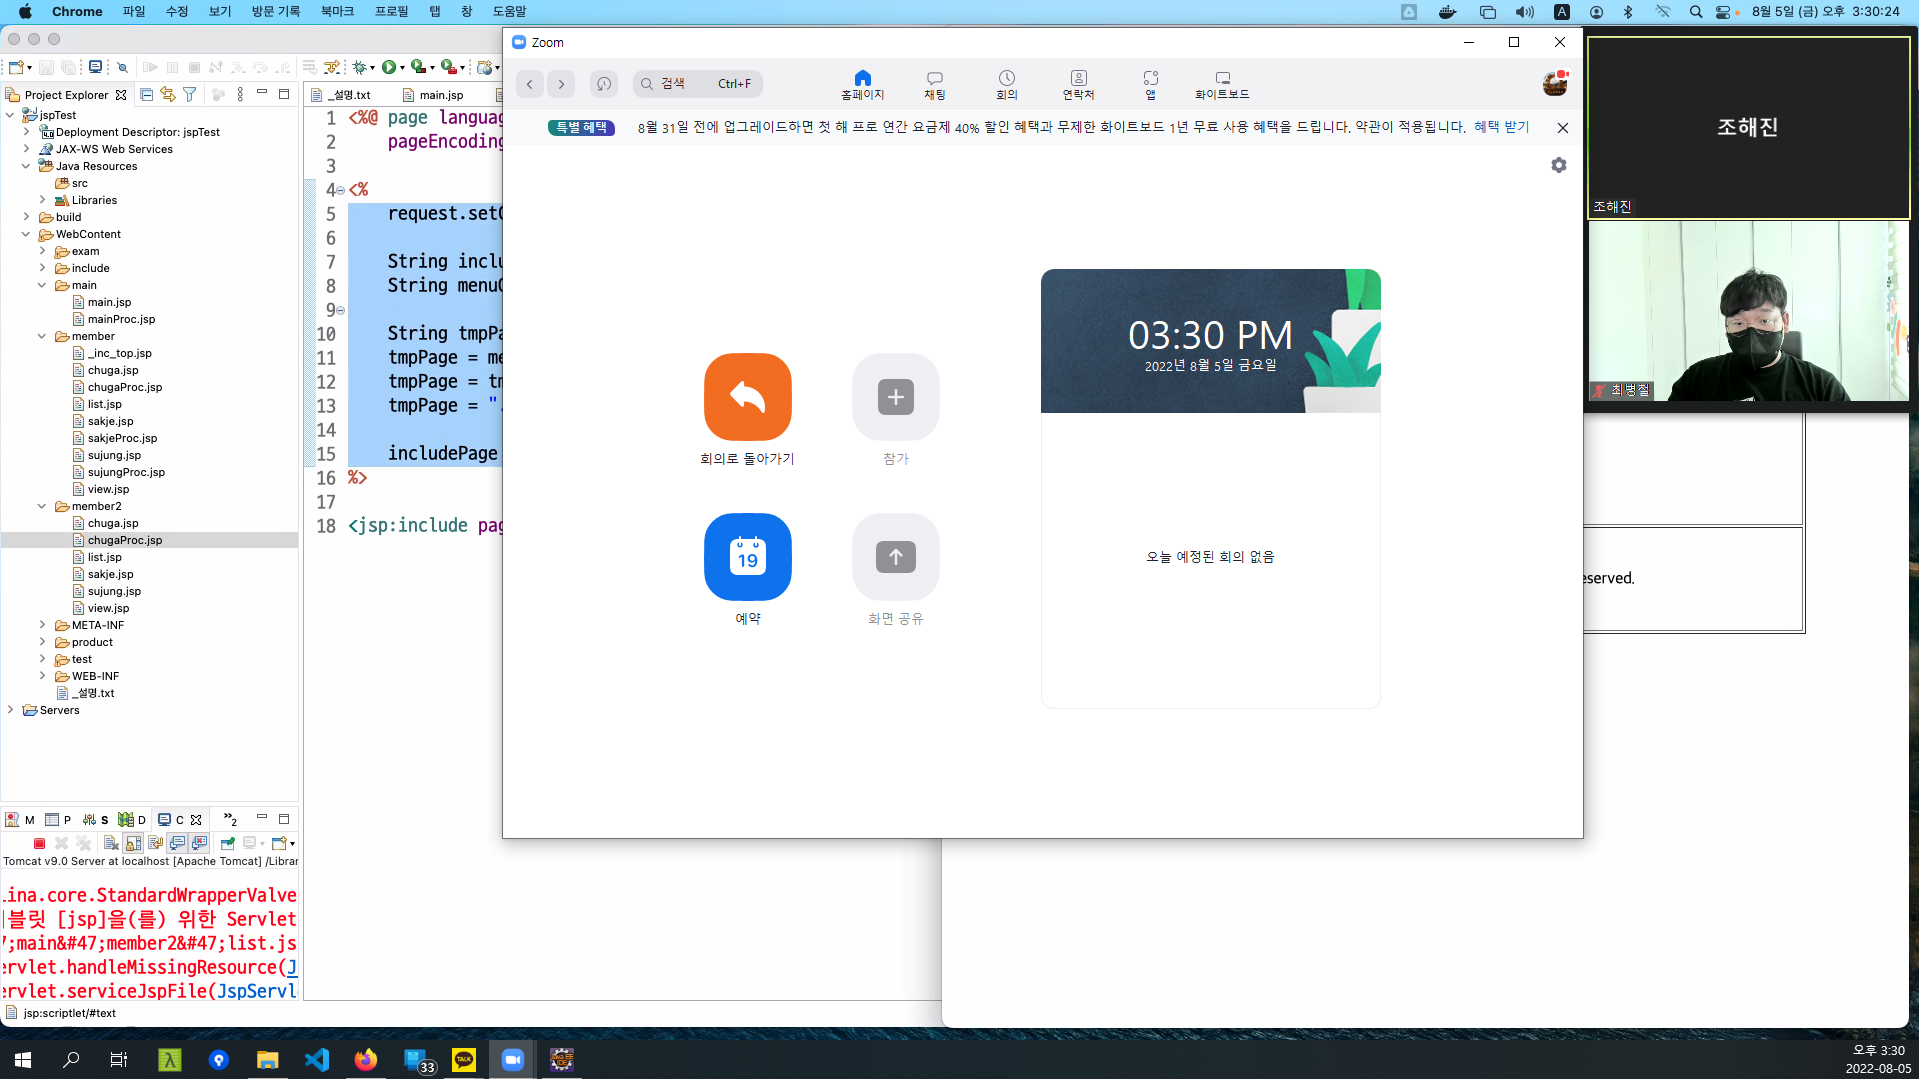 Chrome 파일 수정 보기 방문 기록 북마크 프로필 탭 창 도움말
A 8월 5일 (금) 오후 3:30:24
Project Explorer
jspTest
Deployment Descriptor: jspTest
JAX-WS Web Services
Java Resources
src
Libraries
build
WebContent
exam
include
main
main.jsp
mainProc.jsp
member
_inc_top.jsp
chuga.jsp
chugaProc.jsp
list.jsp
sakje.jsp
sakjeProc.jsp
sujung.jsp
sujungProc.jsp
view.jsp
member2
chuga.jsp
chugaProc.jsp
list.jsp
sakje.jsp
sujung.jsp
view.jsp
META-INF
product
test
WEB-INF
_설명.txt
Servers
M P S D C »2
Tomcat v9.0 Server at localhost [Apache Tomcat] /Librar
ina.core.StandardWrapperValve
블릿 [jsp]을(를) 위한 Servlet
;main&#47;member2&#47;list.js
ervlet.handleMissingResource(J
ervlet.serviceJspFile(JspServl
jsp:scriptlet/#text
_설명.txt main.jsp
1 <%@ page languag
2 pageEncoding
3
4 <%
5 request.set
6
7 String inclu
8 String menu
9
10 String tmpPa
11 tmpPage = me
12 tmpPage = tm
13 tmpPage = ".
14
15 includePage
16 %>
17
18 <jsp:include pag
Zoom
검색 Ctrl+F
홈페이지 채팅 회의 연락처 앱 화이트보드
특별 혜택 8월 31일 전에 업그레이드하면 첫 해 프로 연간 요금제 40% 할인 혜택과 무제한 화이트보드 1년 무료 사용 혜택을 드립니다. 약관이 적용됩니다. 혜택 받기
회의로 돌아가기 참가
19
예약 화면 공유
03:30 PM
2022년 8월 5일 금요일
오늘 예정된 회의 없음
조해진
조해진
최병철
eserved.
33
TALK
오후 3:30
2022-08-05